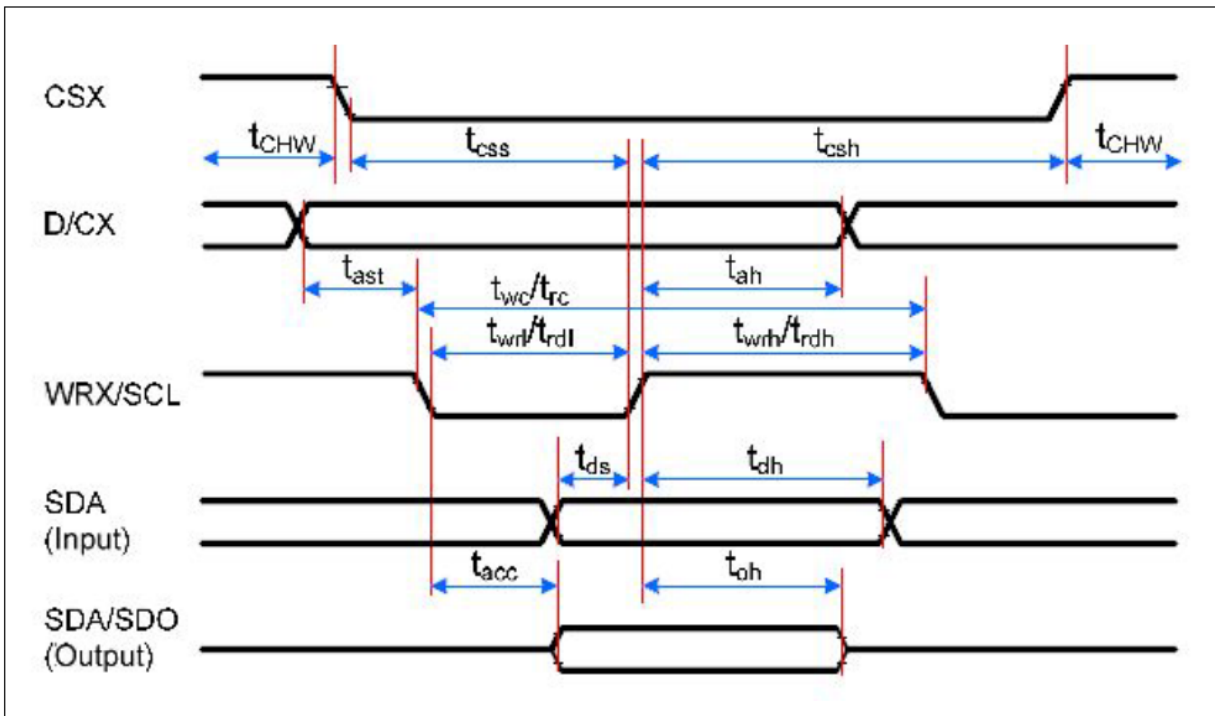 CSX
tCHW
tcss
tcsh
tCHW
D/CX
tast
twc/trc
tah
twrl/trdl
twrh/trdh
WRX/SCL
tds
tdh
SDA
(Input)
tacc
toh
SDA/SDO
(Output)